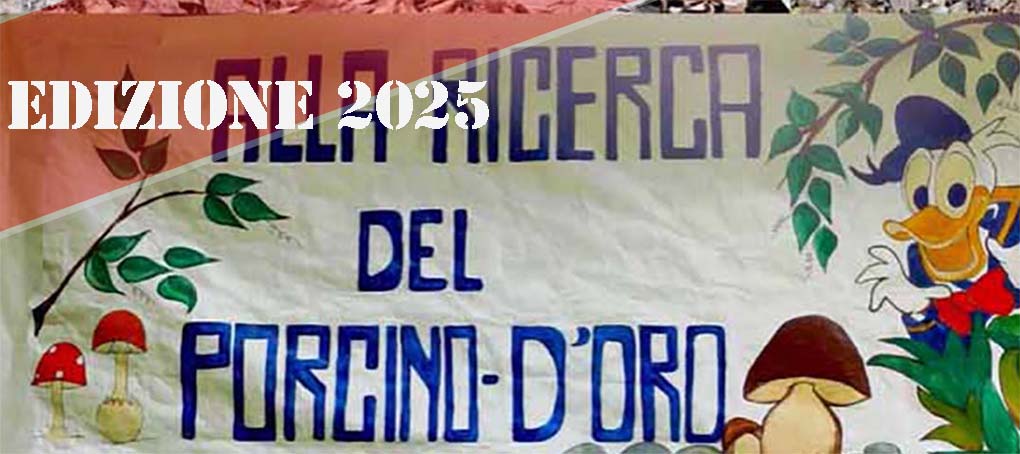 EDIZIONE 2025
ALLA RICERCA
DEL
PORCINO-D'ORO